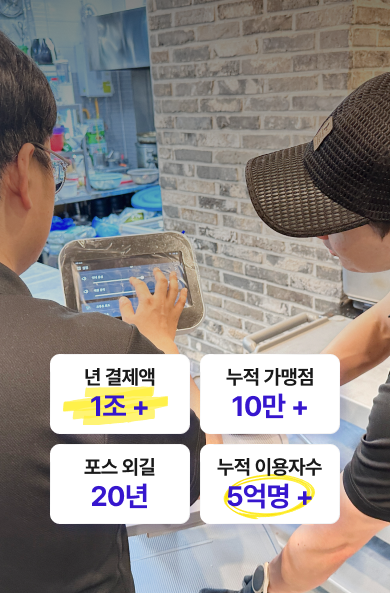 년 결제액
1조 +
누적 가맹점
10만 +
포스 외길
20년
누적 이용자수
5억명 +